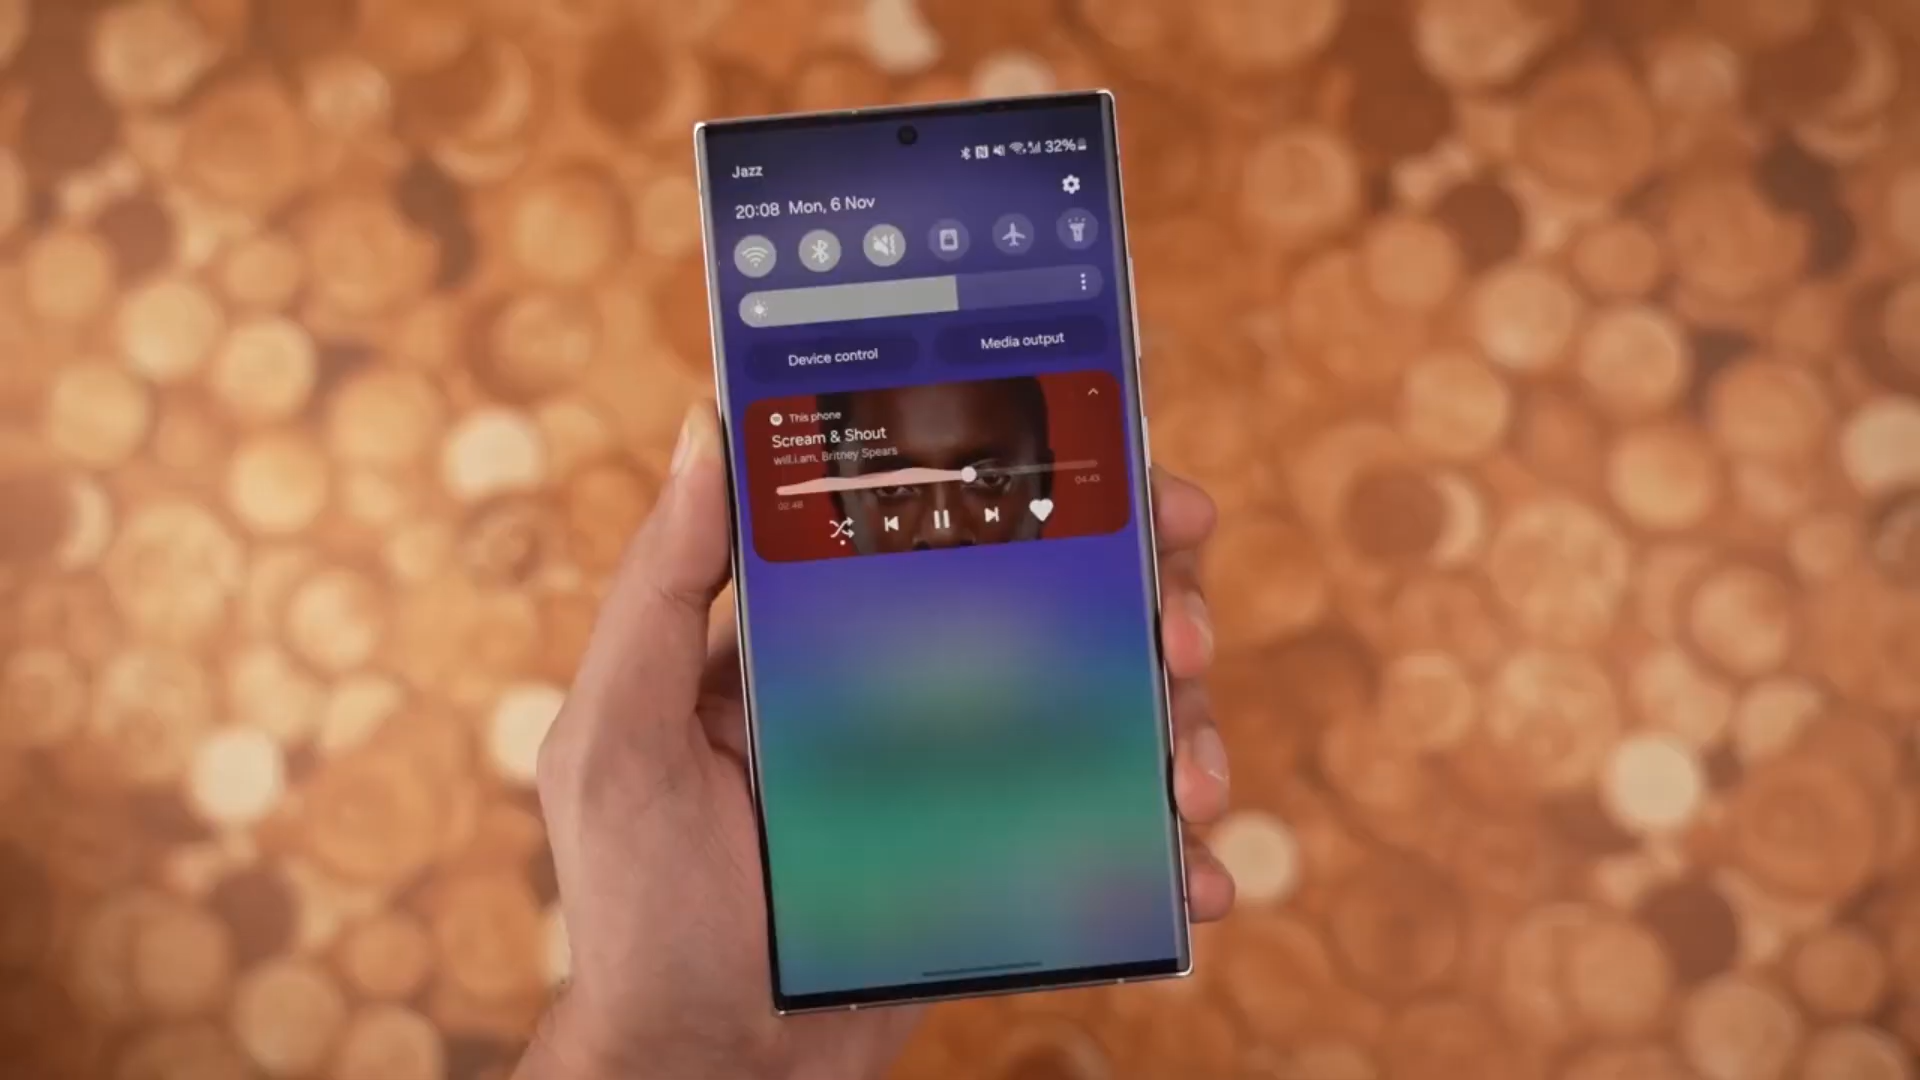 Jazz
32%
20:08 Mon, 6 Nov
Device control
Media output
This phone
Scream & Shout
will.i.am, Britney Spears
02:48
04:43